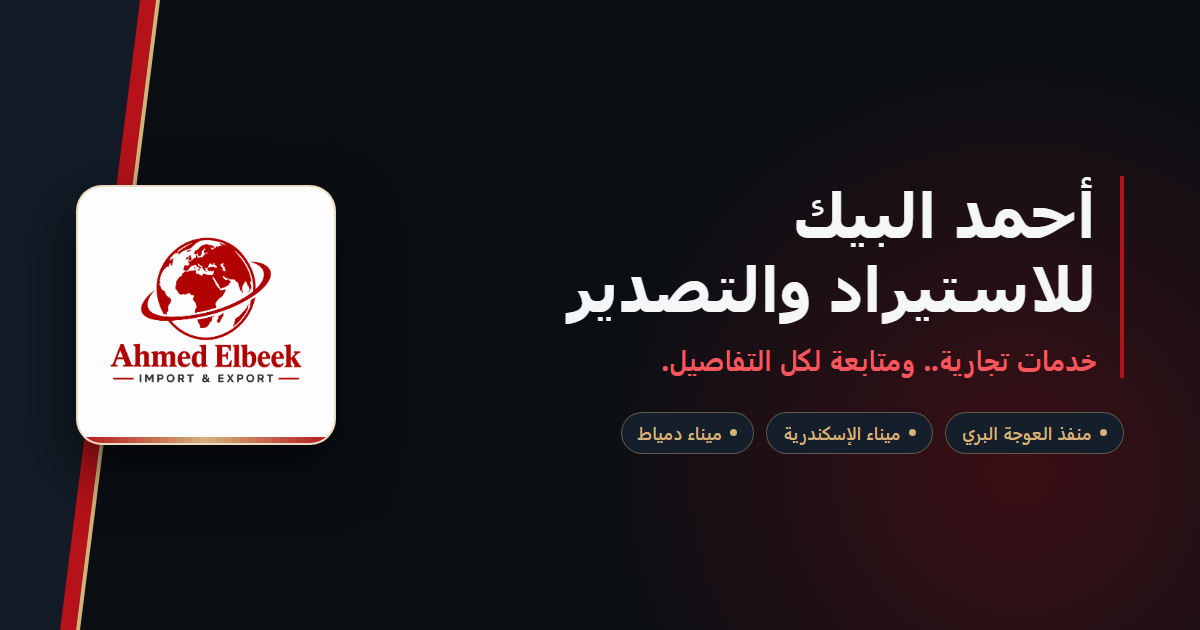 أحمد البيك
للاستيراد والتصدير
خدمات تجارية.. ومتابعة لكل التفاصيل.
منفذ العوجة البري
ميناء الإسكندرية
ميناء دمياط
Ahmed Elbeek
IMPORT & EXPORT